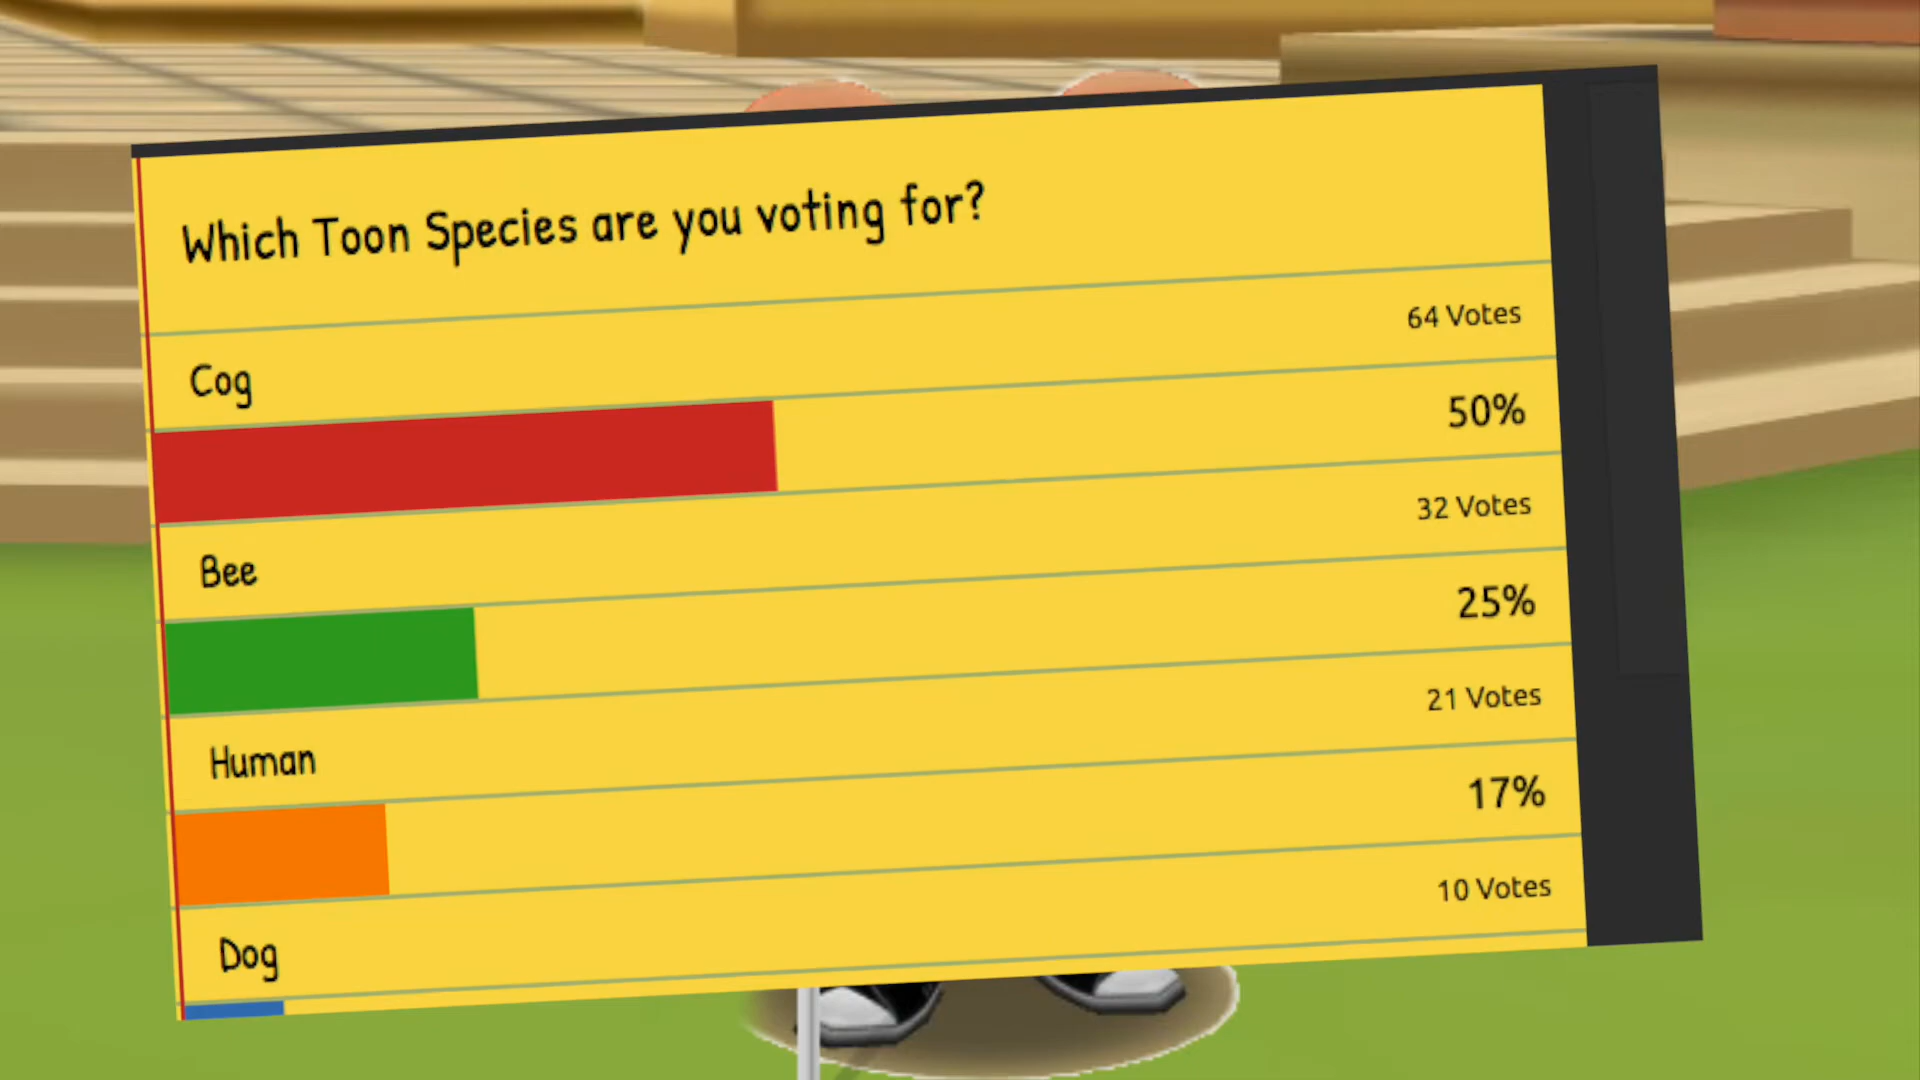 Which Toon Species are you voting for?
Cog
64 Votes
50%
Bee
32 Votes
25%
Human
21 Votes
17%
Dog
10 Votes